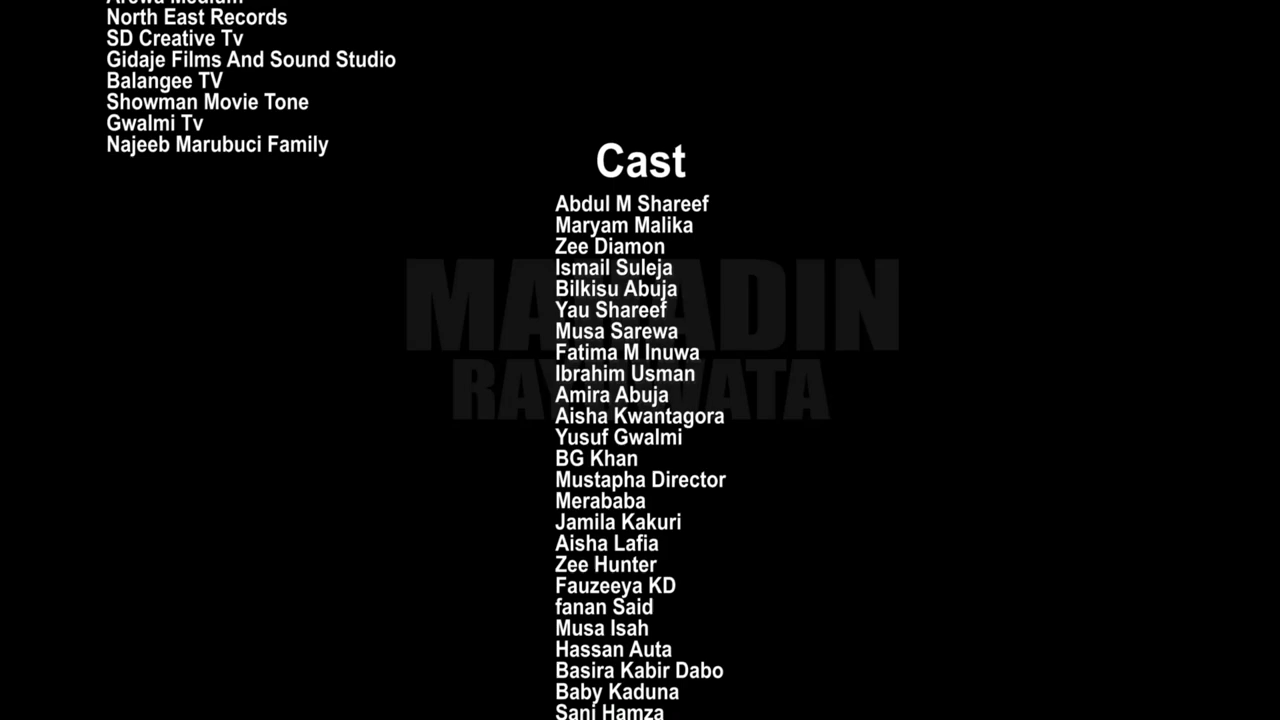 Arewa Medium
North East Records
SD Creative Tv
Gidaje Films And Sound Studio
Balangee TV
Showman Movie Tone
Gwalmi Tv
Najeeb Marubuci Family
Cast
Abdul M Shareef
Maryam Malika
Zee Diamon
Ismail Suleja
Bilkisu Abuja
Yau Shareef
Musa Sarewa
Fatima M Inuwa
Ibrahim Usman
Amira Abuja
Aisha Kwantagora
Yusuf Gwalmi
BG Khan
Mustapha Director
Merababa
Jamila Kakuri
Aisha Lafia
Zee Hunter
Fauzeeya KD
fanan Said
Musa Isah
Hassan Auta
Basira Kabir Dabo
Baby Kaduna
Sani Hamza